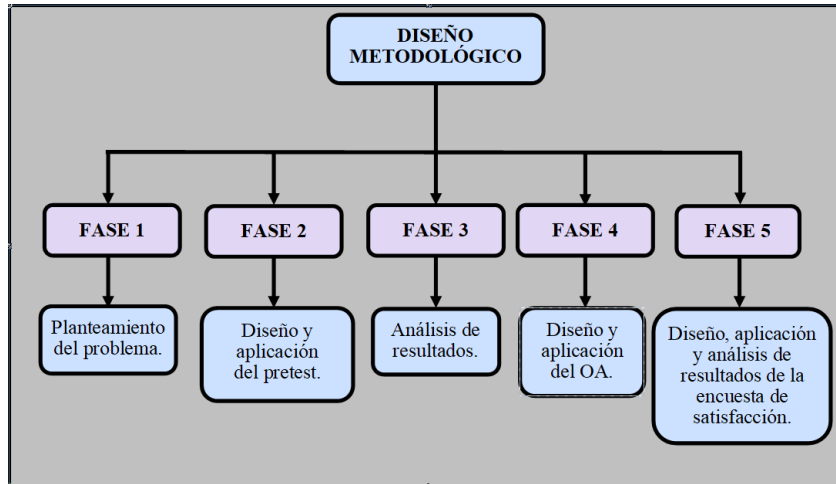 DISEÑO
METODOLÓGICO
FASE 1
FASE 2
FASE 3
FASE 4
FASE 5
Planteamiento
del problema.
Diseño y
aplicación
del pretest.
Análisis de
resultados.
Diseño y
aplicación
del OA.
Diseño, aplicación
y análisis de
resultados de la
encuesta de
satisfacción.